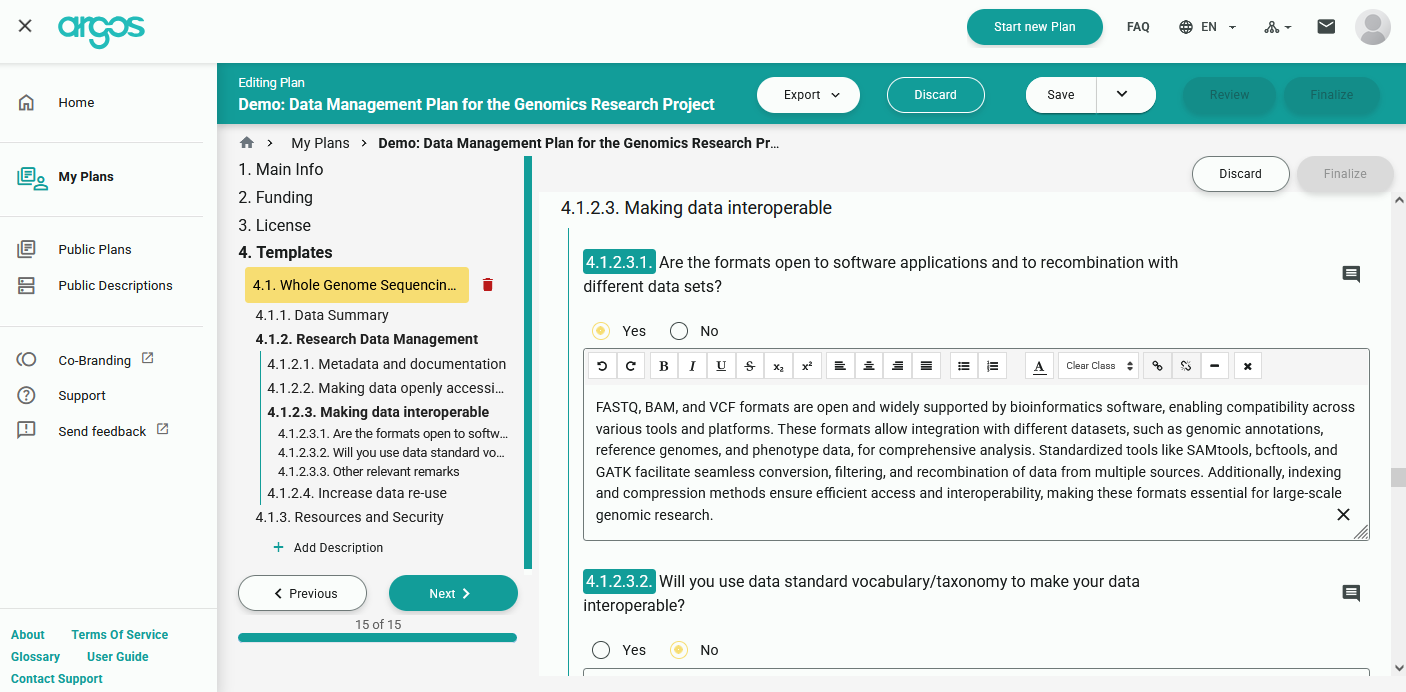 argos
Start new Plan
FAQ
EN
Home
My Plans
Public Plans
Public Descriptions
Co-Branding
Support
Send feedback
About Terms Of Service
Glossary User Guide
Contact Support
Editing Plan
Demo: Data Management Plan for the Genomics Research Project
Export
Discard
Save
Review
Finalize
My Plans
Demo: Data Management Plan for the Genomics Research Pr...
1. Main Info
2. Funding
3. License
4. Templates
4.1. Whole Genome Sequencin...
4.1.1. Data Summary
4.1.2. Research Data Management
4.1.2.1. Metadata and documentation
4.1.2.2. Making data openly accessi...
4.1.2.3. Making data interoperable
4.1.2.3.1. Are the formats open to softw...
4.1.2.3.2. Will you use data standard vo...
4.1.2.3.3. Other relevant remarks
4.1.2.4. Increase data re-use
4.1.3. Resources and Security
+ Add Description
Previous
Next
15 of 15
Discard
Finalize
4.1.2.3. Making data interoperable
4.1.2.3.1. Are the formats open to software applications and to recombination with
different data sets?
Yes No
B I U S x₂ x² A Clear Class
FASTQ, BAM, and VCF formats are open and widely supported by bioinformatics software, enabling compatibility across
various tools and platforms. These formats allow integration with different datasets, such as genomic annotations,
reference genomes, and phenotype data, for comprehensive analysis. Standardized tools like SAMtools, bcftools, and
GATK facilitate seamless conversion, filtering, and recombination of data from multiple sources. Additionally, indexing
and compression methods ensure efficient access and interoperability, making these formats essential for large-scale
genomic research.
4.1.2.3.2. Will you use data standard vocabulary/taxonomy to make your data
interoperable?
Yes No